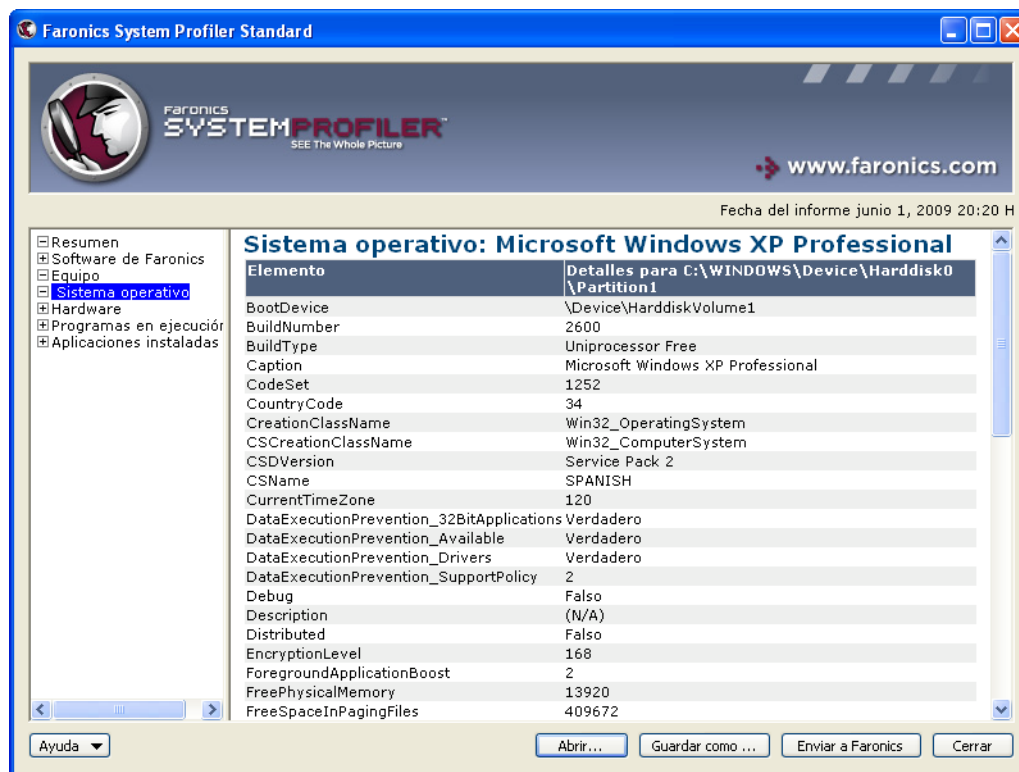 Faronics System Profiler Standard
Faronics
SYSTEMPROFILER™
SEE The Whole Picture
www.faronics.com
Fecha del informe junio 1, 2009 20:20 H
Resumen
Software de Faronics
Equipo
Sistema operativo
Hardware
Programas en ejecución
Aplicaciones instaladas
Sistema operativo: Microsoft Windows XP Professional
Elemento Detalles para C:\WINDOWS\Device\Harddisk0
\Partition1
BootDevice \Device\HarddiskVolume1
BuildNumber 2600
BuildType Uniprocessor Free
Caption Microsoft Windows XP Professional
CodeSet 1252
CountryCode 34
CreationClassName Win32_OperatingSystem
CSCreationClassName Win32_ComputerSystem
CSDVersion Service Pack 2
CSName SPANISH
CurrentTimeZone 120
DataExecutionPrevention_32BitApplications Verdadero
DataExecutionPrevention_Available Verdadero
DataExecutionPrevention_Drivers Verdadero
DataExecutionPrevention_SupportPolicy 2
Debug Falso
Description (N/A)
Distributed Falso
EncryptionLevel 168
ForegroundApplicationBoost 2
FreePhysicalMemory 13920
FreeSpaceInPagingFiles 409672
Ayuda Abrir... Guardar como ... Enviar a Faronics Cerrar